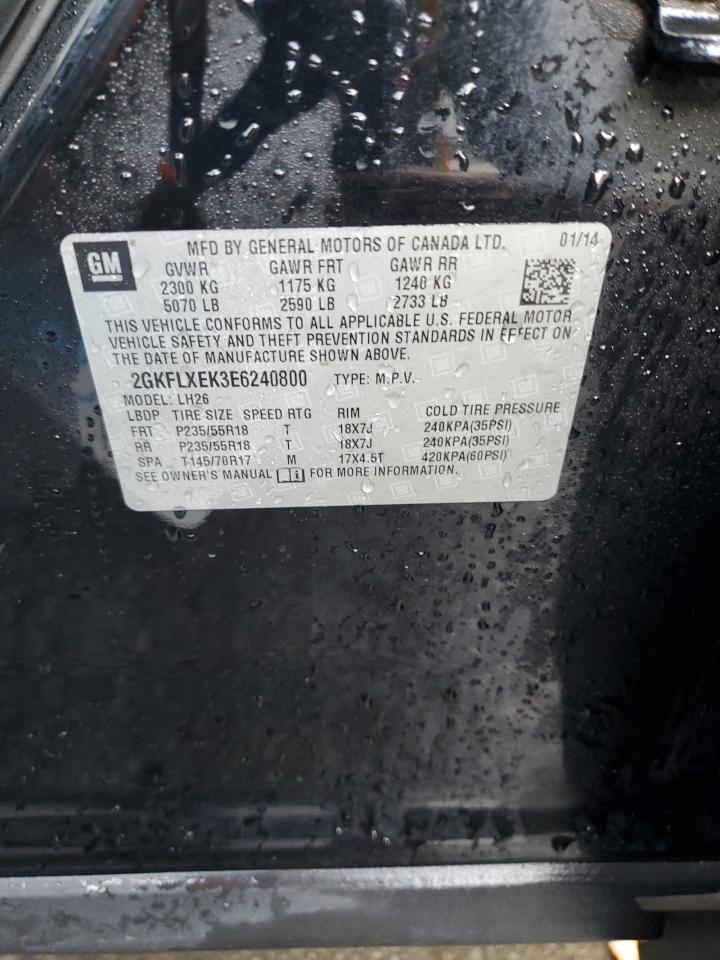 GM
MFD BY GENERAL MOTORS OF CANADA LTD. 01/14
GVWR GAWR FRT GAWR RR
2300 KG 1175 KG 1240 KG
5070 LB 2590 LB 2733 LB
THIS VEHICLE CONFORMS TO ALL APPLICABLE U.S. FEDERAL MOTOR
VEHICLE SAFETY AND THEFT PREVENTION STANDARDS IN EFFECT ON
THE DATE OF MANUFACTURE SHOWN ABOVE.
2GKFLXEK3E6240800 TYPE: M.P.V.
MODEL: LH26
LBDP TIRE SIZE SPEED RTG RIM COLD TIRE PRESSURE
FRT P235/55R18 T 18X7J 240KPA(35PSI)
RR P235/55R18 T 18X7J 240KPA(35PSI)
SPA T145/70R17 M 17X4.5T 420KPA(60PSI)
SEE OWNER'S MANUAL FOR MORE INFORMATION.